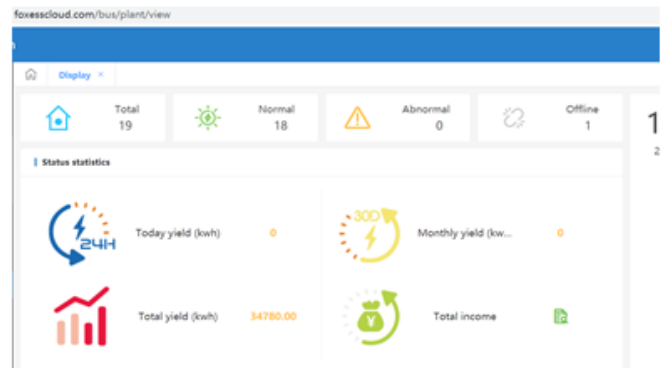 foxesscloud.com/bus/plant/view
Display ×
Total
19
Normal
18
Abnormal
0
Offline
1
Status statistics
24H
Today yield (kwh)
0
30D
Monthly yield (kw...
0
Total yield (kwh)
34780.00
¥
Total income